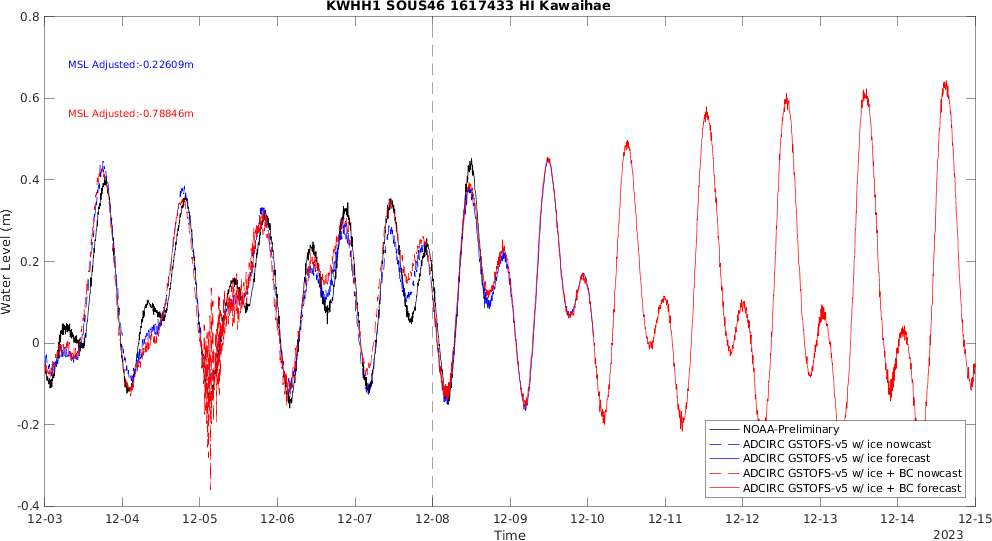 KWHH1 SOUS46 1617433 HI Kawaihae
0.8
0.6
0.4
0.2
0
-0.2
-0.4
Water Level (m)
MSL Adjusted:-0.22609m
MSL Adjusted:-0.78846m
NOAA-Preliminary
ADCIRC GSTOFS-v5 w/ ice nowcast
ADCIRC GSTOFS-v5 w/ ice forecast
ADCIRC GSTOFS-v5 w/ ice + BC nowcast
ADCIRC GSTOFS-v5 w/ ice + BC forecast
12-03 12-04 12-05 12-06 12-07 12-08 12-09 12-10 12-11 12-12 12-13 12-14 12-15
Time
2023